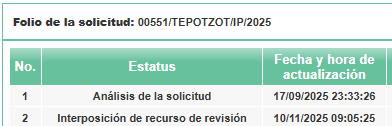 Folio de la solicitud: 00551/TEPOTZOT/IP/2025
No. Estatus Fecha y hora de actualización
1 Análisis de la solicitud 17/09/2025 23:33:26
2 Interposición de recurso de revisión 10/11/2025 09:05:25